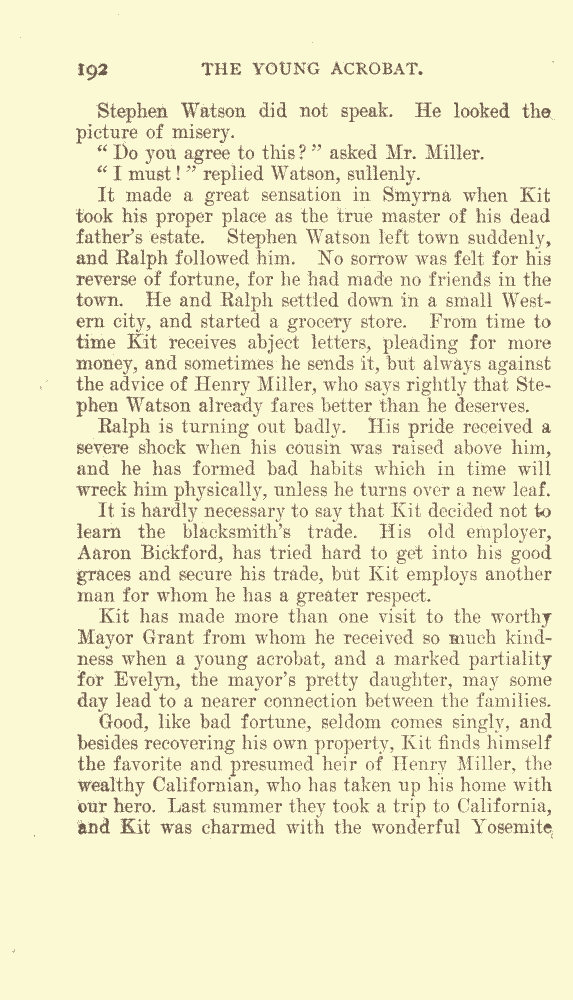 192 THE YOUNG ACROBAT.
Stephen Watson did not speak. He looked the
picture of misery.
“ Do you agree to this? ” asked Mr. Miller.
“ I must! ” replied Watson, sullenly.
It made a great sensation in Smyrna when Kit
took his proper place as the true master of his dead
father's estate. Stephen Watson left town suddenly,
and Ralph followed him. No sorrow was felt for his
reverse of fortune, for he had made no friends in the
town. He and Ralph settled down in a small West-
ern city, and started a grocery store. From time to
time Kit receives abject letters, pleading for more
money, and sometimes he sends it, but always against
the advice of Henry Miller, who says rightly that Ste-
phen Watson already fares better than he deserves.
Ralph is turning out badly. His pride received a
severe shock when his cousin was raised above him,
and he has formed bad habits which in time will
wreck him physically, unless he turns over a new leaf.
It is hardly necessary to say that Kit decided not to
learn the blacksmith's trade. His old employer,
Aaron Bickford, has tried hard to get into his good
graces and secure his trade, but Kit employs another
man for whom he has a greater respect.
Kit has made more than one visit to the worthy
Mayor Grant from whom he received so much kind-
ness when a young acrobat, and a marked partiality
for Evelyn, the mayor's pretty daughter, may some
day lead to a nearer connection between the families.
Good, like bad fortune, seldom comes singly, and
besides recovering his own property, Kit finds himself
the favorite and presumed heir of Henry Miller, the
wealthy Californian, who has taken up his home with
our hero. Last summer they took a trip to California,
and Kit was charmed with the wonderful Yosemite